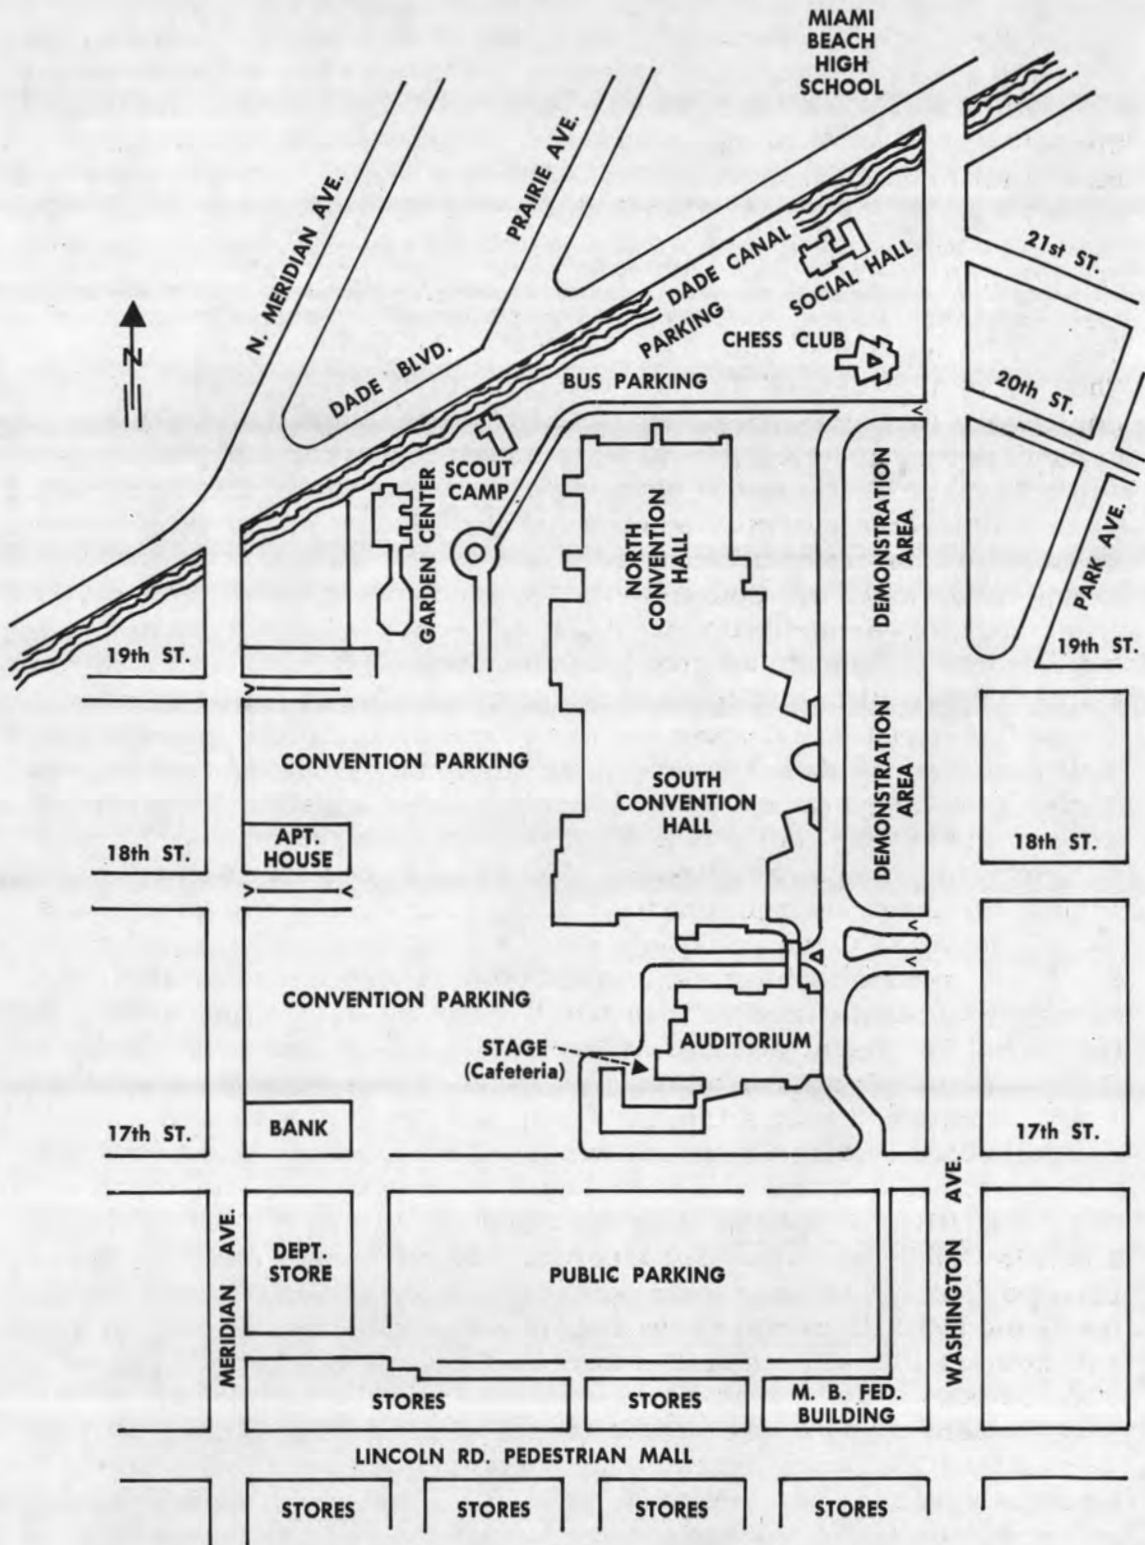 MIAMI
BEACH
HIGH
SCHOOL
N. MERIDIAN AVE.
PRAIRIE AVE.
DADE CANAL
PARKING
SOCIAL HALL
21st ST.
N
DADE BLVD.
CHESS CLUB
BUS PARKING
20th ST.
SCOUT
CAMP
GARDEN CENTER
NORTH
CONVENTION
HALL
DEMONSTRATION
AREA
PARK AVE.
19th ST.
19th ST.
CONVENTION PARKING
SOUTH
CONVENTION
HALL
DEMONSTRATION
AREA
18th ST.
APT.
HOUSE
18th ST.
CONVENTION PARKING
STAGE
(Cafeteria)
AUDITORIUM
17th ST.
BANK
17th ST.
MERIDIAN AVE.
DEPT.
STORE
PUBLIC PARKING
WASHINGTON AVE.
STORES
STORES
M. B. FED.
BUILDING
LINCOLN RD. PEDESTRIAN MALL
STORES
STORES
STORES
STORES